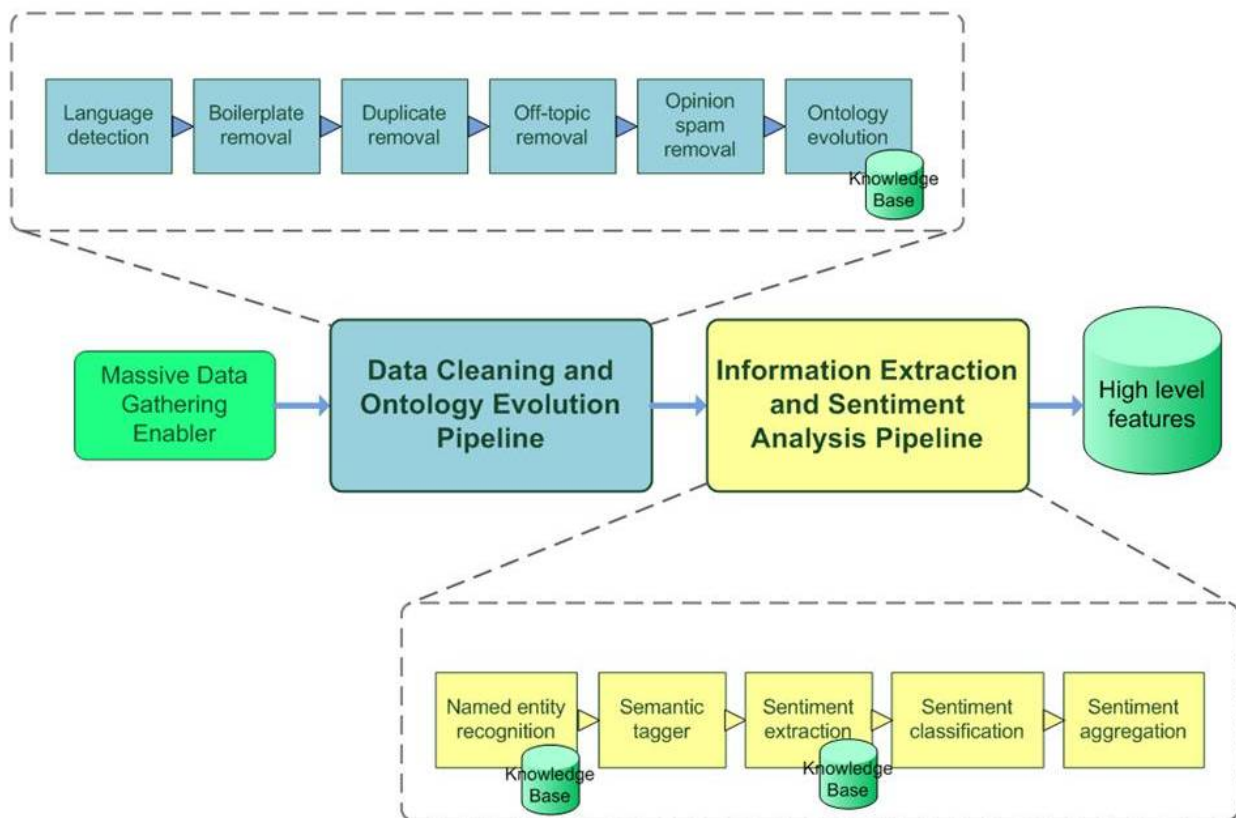 Language
detection
Boilerplate
removal
Duplicate
removal
Off-topic
removal
Opinion
spam
removal
Ontology
evolution
Knowledge
Base
Massive Data
Gathering
Enabler
Data Cleaning and
Ontology Evolution
Pipeline
Information Extraction
and Sentiment
Analysis Pipeline
High level
features
Named entity
recognition
Knowledge
Base
Semantic
tagger
Sentiment
extraction
Knowledge
Base
Sentiment
classification
Sentiment
aggregation